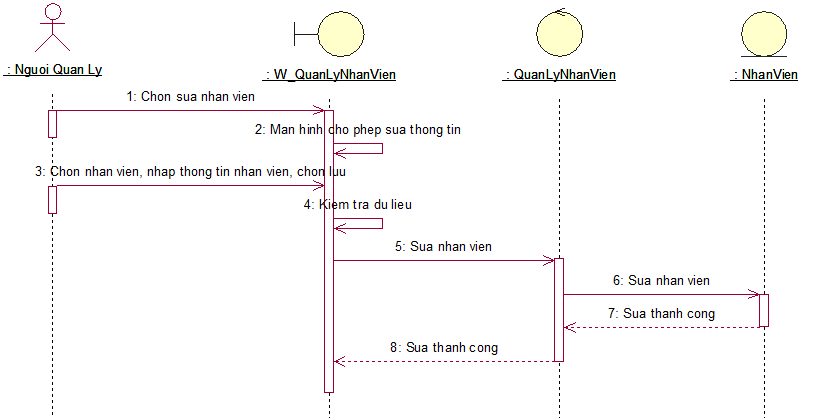 : Nguoi Quan Ly
: W_QuanLyNhanVien
: QuanLyNhanVien
: NhanVien
1: Chon sua nhan vien
2: Man hinh cho phep sua thong tin
3: Chon nhan vien, nhap thong tin nhan vien, chon luu
4: Kiem tra du lieu
5: Sua nhan vien
6: Sua nhan vien
7: Sua thanh cong
8: Sua thanh cong